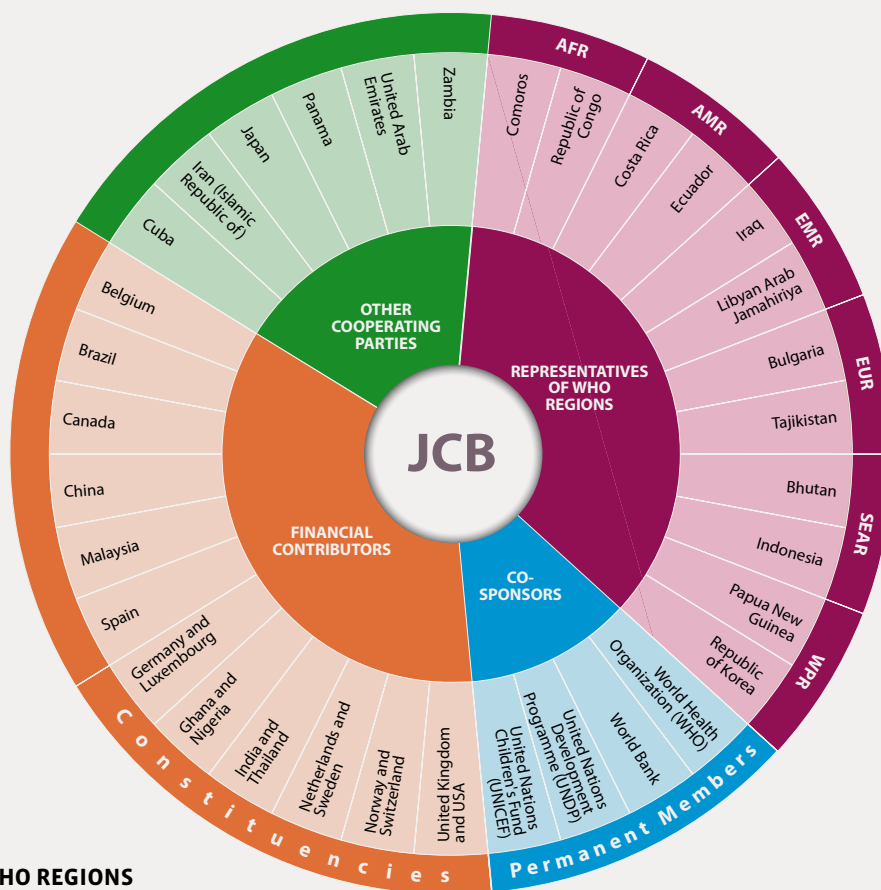 JCB
OTHER
COOPERATING
PARTIES
REPRESENTATIVES
OF WHO
REGIONS
CO-
SPONSORS
FINANCIAL
CONTRIBUTORS
AFR
Comoros
Republic of
Congo
AMR
Costa Rica
Ecuador
EMR
Iraq
Libyan Arab
Jamahiriya
EUR
Bulgaria
Tajikistan
SEAR
Bhutan
Indonesia
WPR
Papua New
Guinea
Republic
of Korea
Permanent Members
World Health
Organization (WHO)
World Bank
United Nations
Development
Programme (UNDP)
United Nations
Children's Fund
(UNICEF)
Constituencies
United Kingdom
and USA
Norway and
Switzerland
Netherlands and
Sweden
India and
Thailand
Ghana and
Nigeria
Germany and
Luxembourg
Spain
Malaysia
China
Canada
Brazil
Belgium
Cuba
Iran (Islamic
Republic of)
Japan
Panama
United Arab
Emirates
Zambia
HO REGIONS